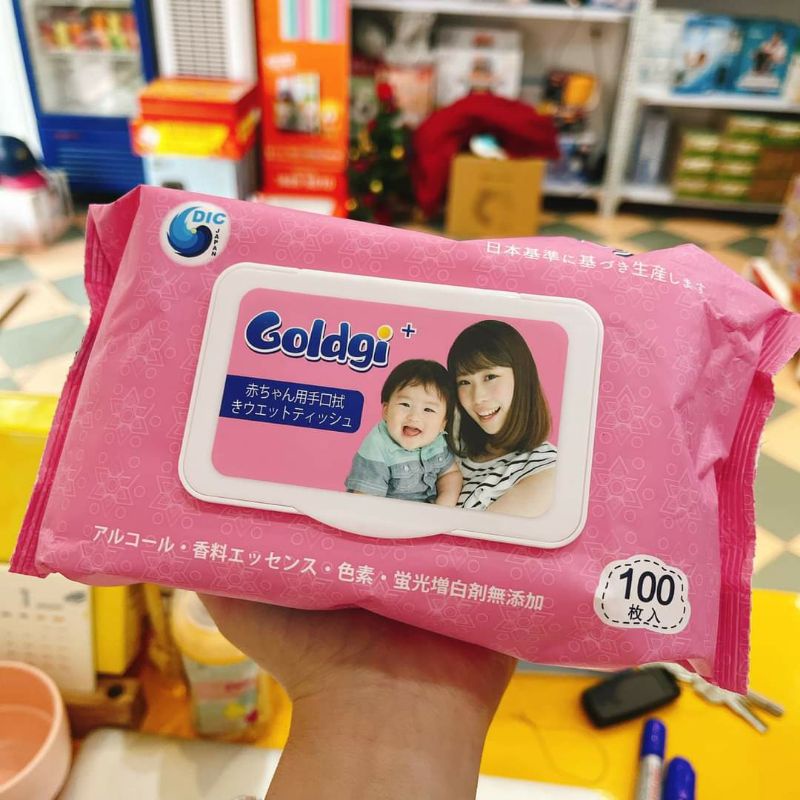 DIC
JAPAN
日本基準に基づき生産します
Goldgi+
赤ちゃん用手口拭
きウエットティッシュ
アルコール・香料エッセンス・色素・蛍光増白剤無添加
100
枚入
1